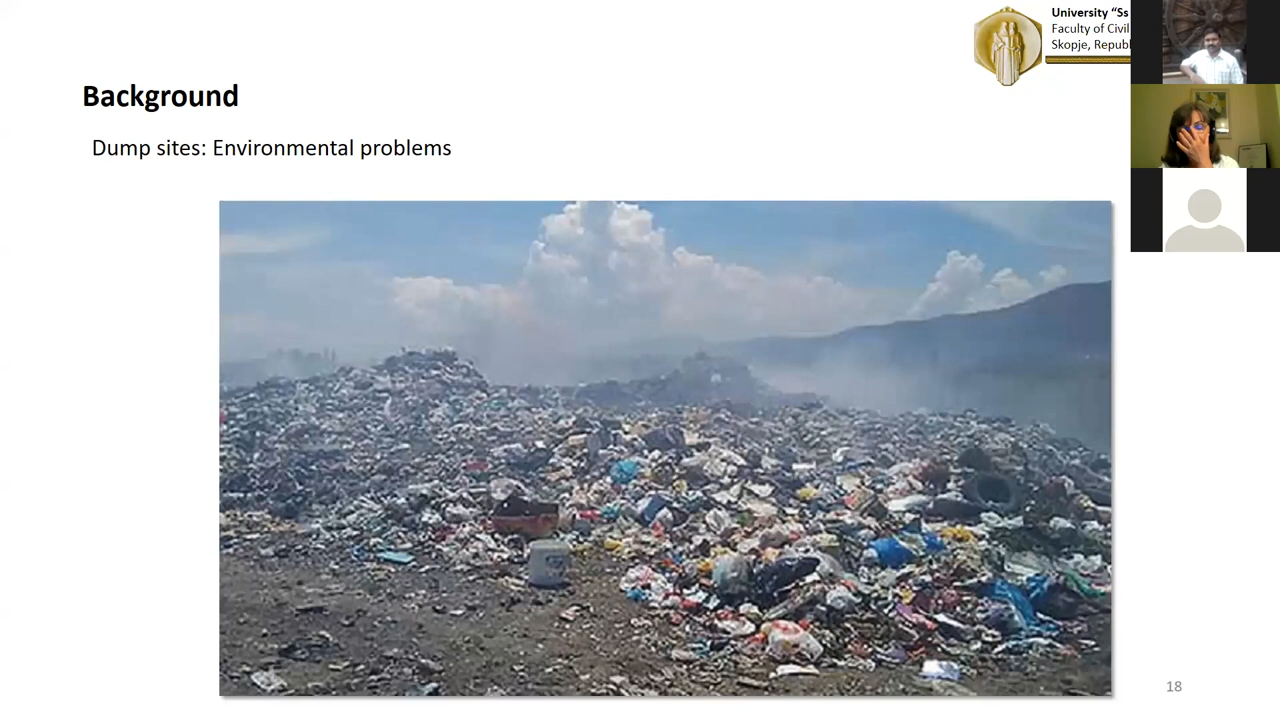 University “Ss
Faculty of Civil
Skopje, Republ
Background
Dump sites: Environmental problems
18